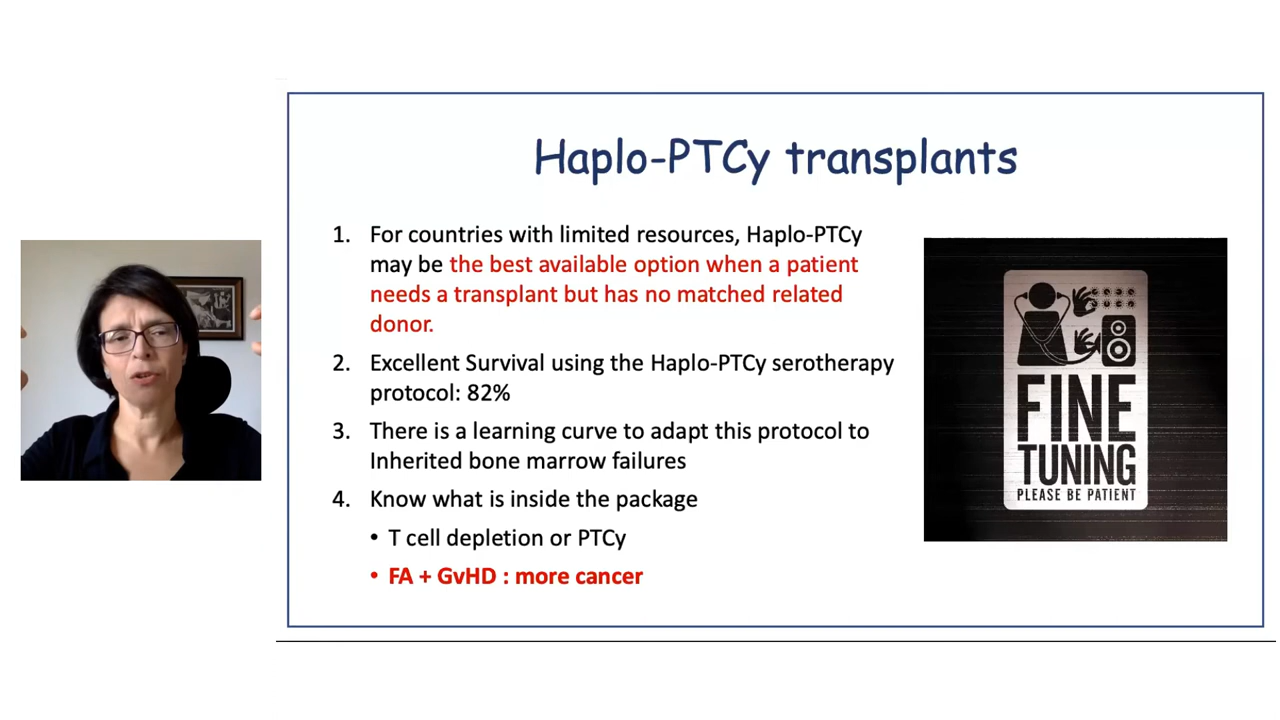 Haplo-PTCy transplants
1. For countries with limited resources, Haplo-PTCy
may be the best available option when a patient
needs a transplant but has no matched related
donor.
2. Excellent Survival using the Haplo-PTCy serotherapy
protocol: 82%
3. There is a learning curve to adapt this protocol to
Inherited bone marrow failures
4. Know what is inside the package
• T cell depletion or PTCy
• FA + GvHD : more cancer
FINE
TUNING
PLEASE BE PATIENT